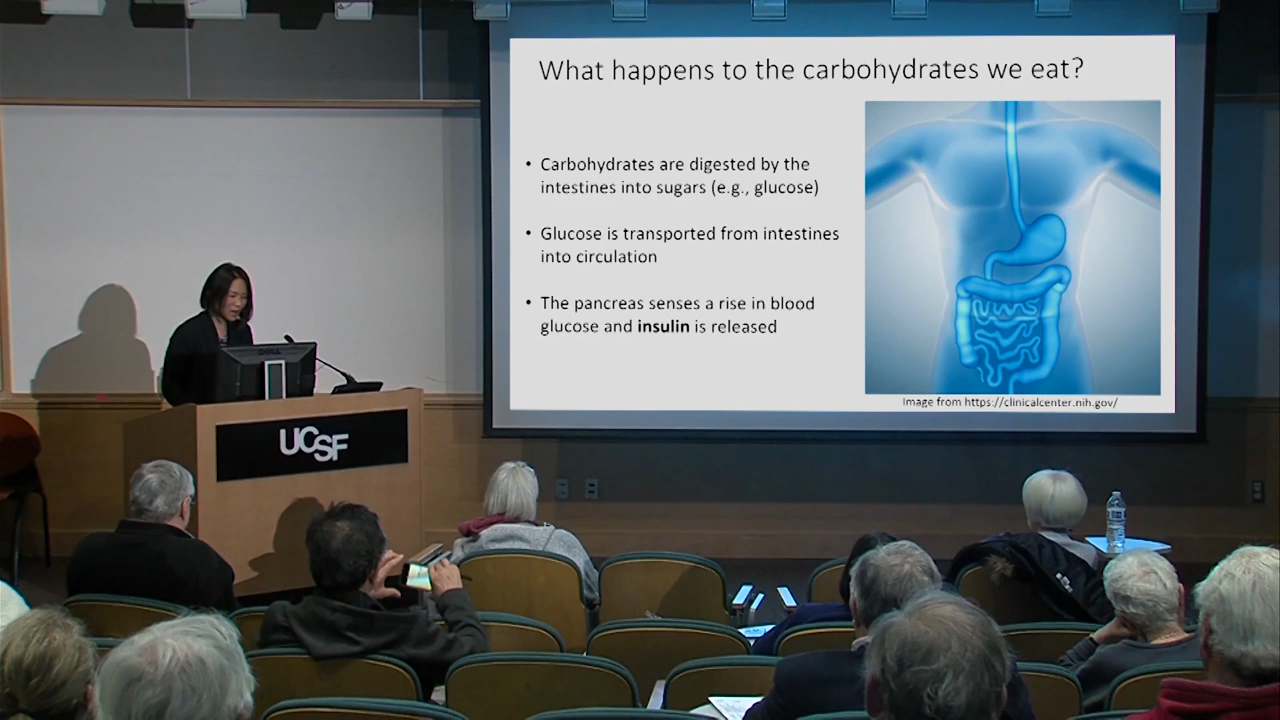 What happens to the carbohydrates we eat?
• Carbohydrates are digested by the
intestines into sugars (e.g., glucose)
• Glucose is transported from intestines
into circulation
• The pancreas senses a rise in blood
glucose and insulin is released
Image from https://clinicalcenter.nih.gov/
DELL
UCSF